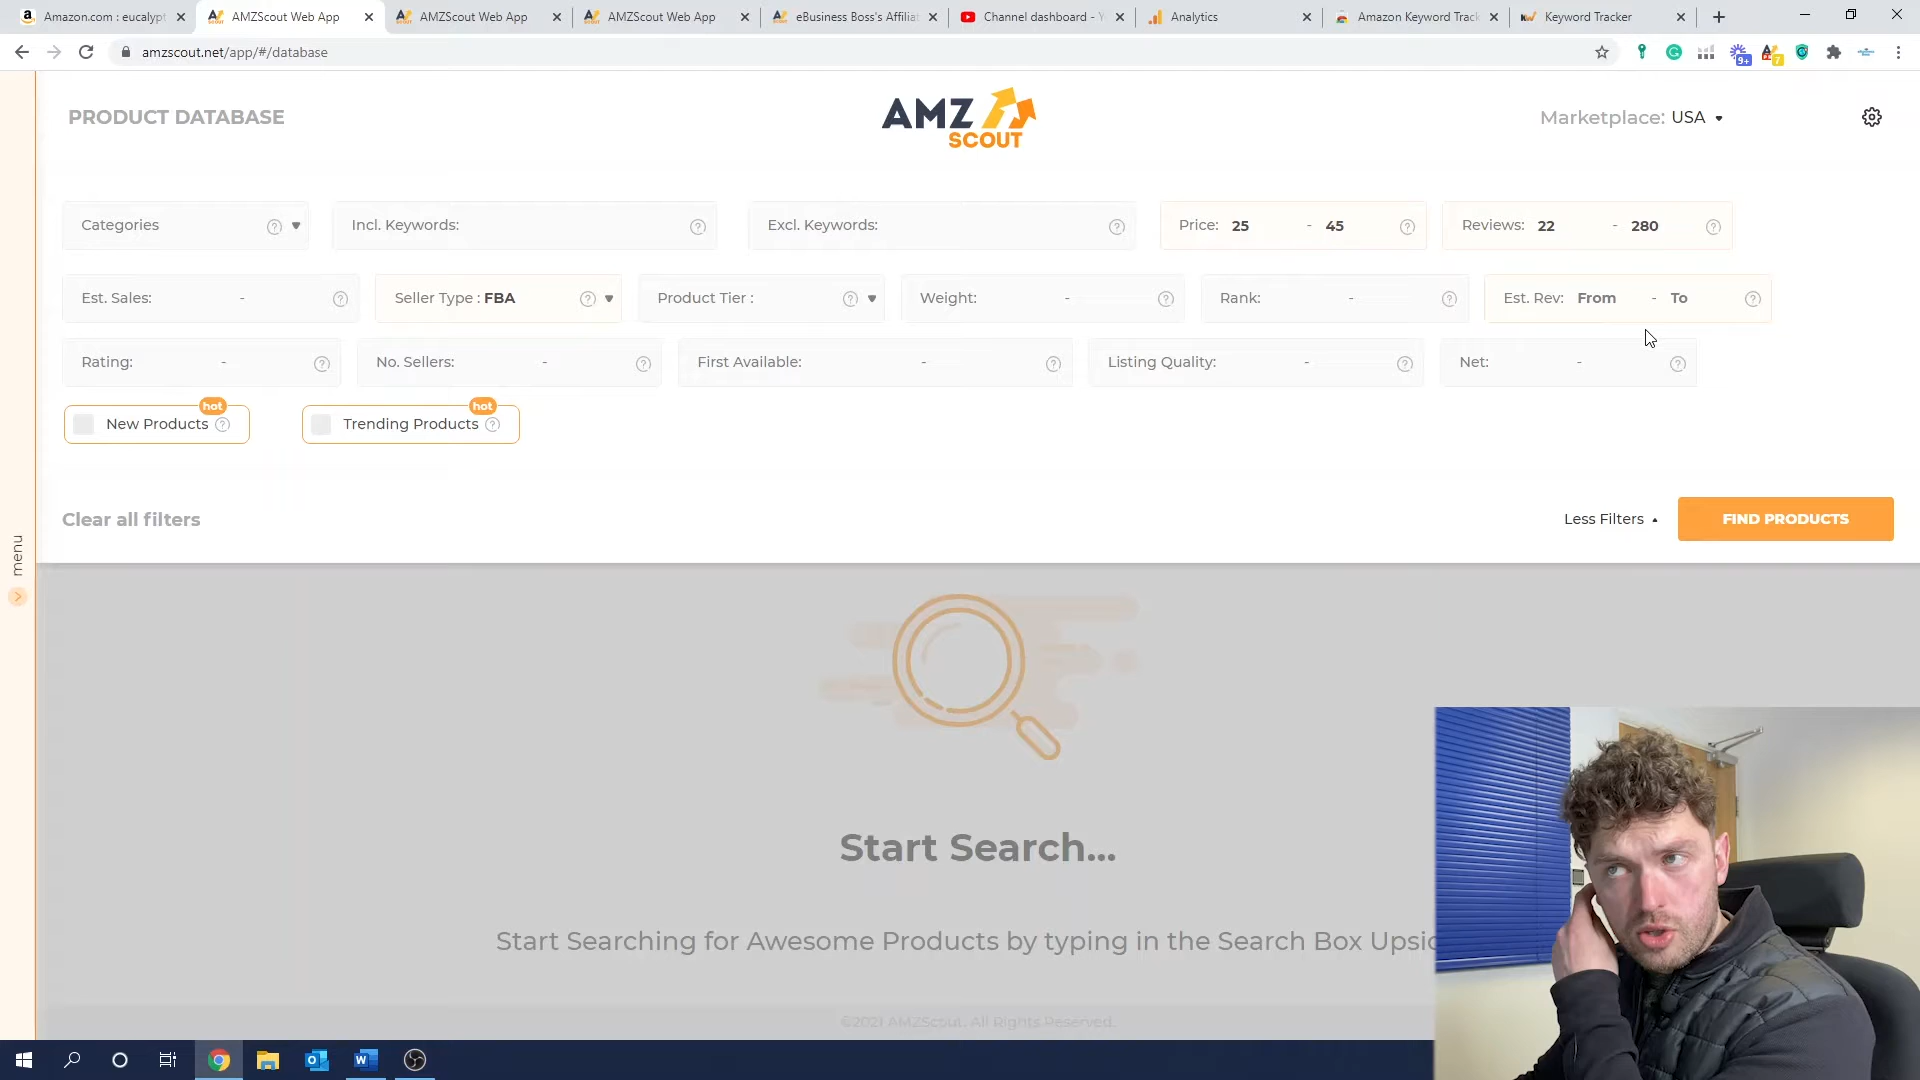 Amazon.com : eucalypt
AMZScout Web App
AMZScout Web App
AMZScout Web App
eBusiness Boss's Affiliat
Channel dashboard - Y
Analytics
Amazon Keyword Track
Keyword Tracker
amzscout.net/app/#/database
9+
7
PRODUCT DATABASE
AMZ
SCOUT
Marketplace: USA
Categories
Incl. Keywords:
Excl. Keywords:
Price: 25 - 45
Reviews: 22 - 280
Est. Sales: -
Seller Type : FBA
Product Tier :
Weight: -
Rank: -
Est. Rev: From - To
Rating: -
No. Sellers: -
First Available: -
Listing Quality: -
Net: -
hot
New Products
hot
Trending Products
Clear all filters
Less Filters
FIND PRODUCTS
menu
Start Search...
Start Searching for Awesome Products by typing in the Search Box Upsi
©2021 AMZScout. All Rights Reserved.